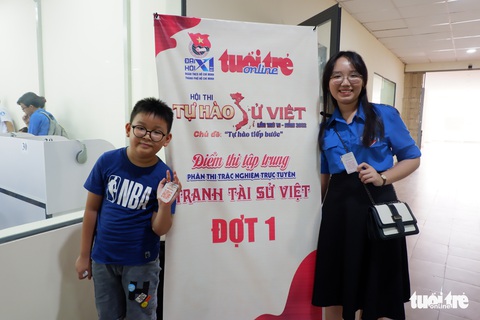 ĐẠI
HỘI XI
tuổi trẻ
online
HỘI THI
TỰ HÀO SỬ VIỆT
Chủ đề: "Tự hào tiếp bước"
Điểm thi tập trung
PHẦN THI TRẮC NGHIỆM TRỰC TUYẾN
TRANH TÀI SỬ VIỆT
ĐỢT 1
NBA
tuổi trẻ
online